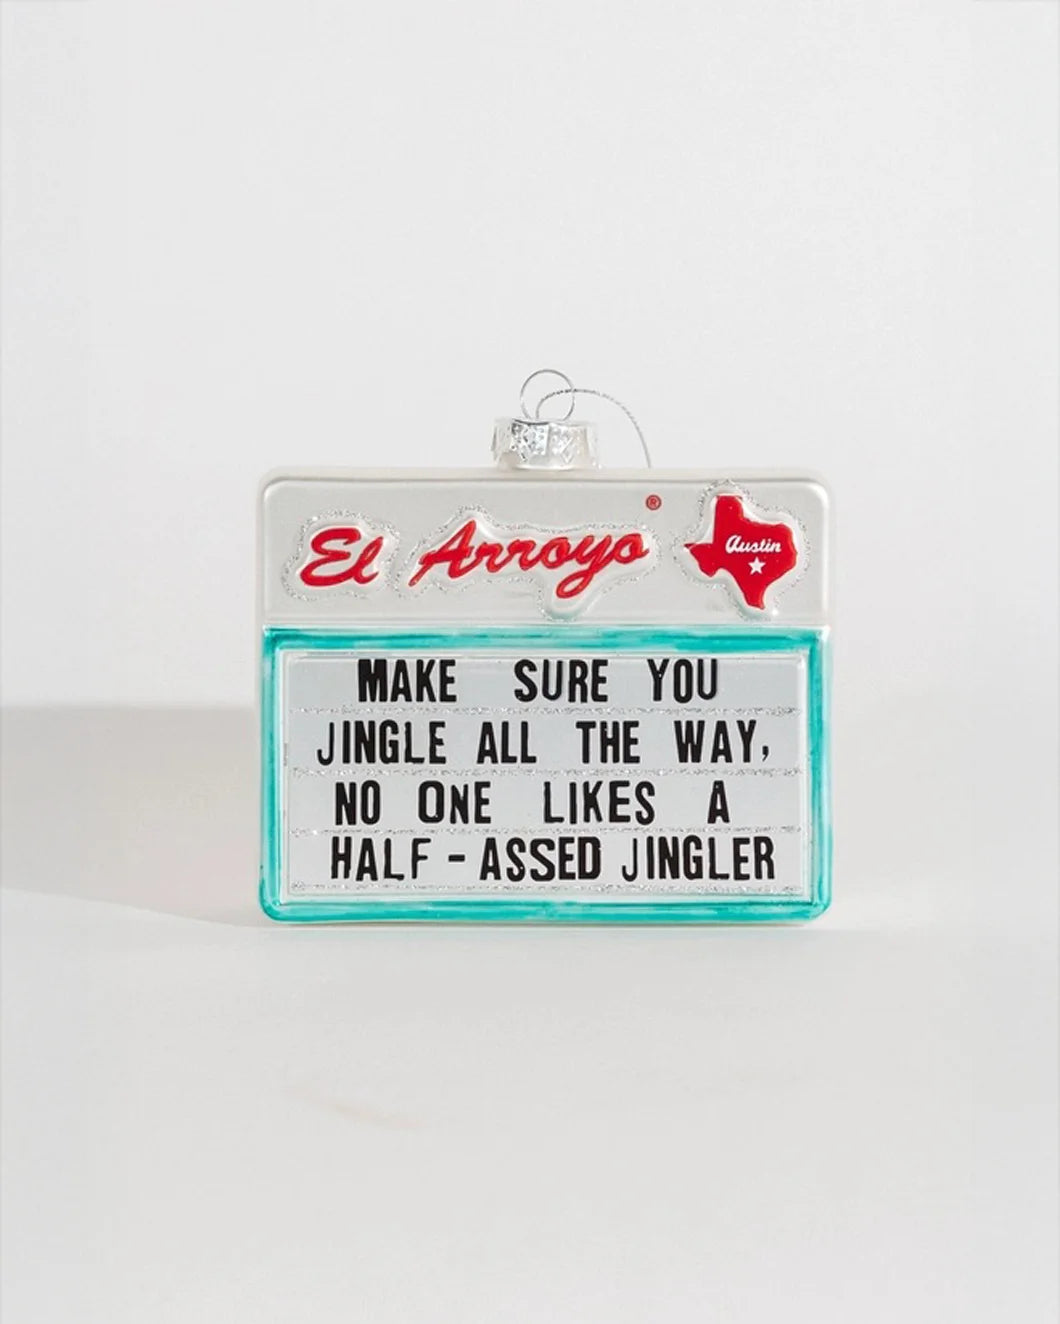 El Arroyo ®
Austin
MAKE SURE YOU
JINGLE ALL THE WAY,
NO ONE LIKES A
HALF - ASSED JINGLER